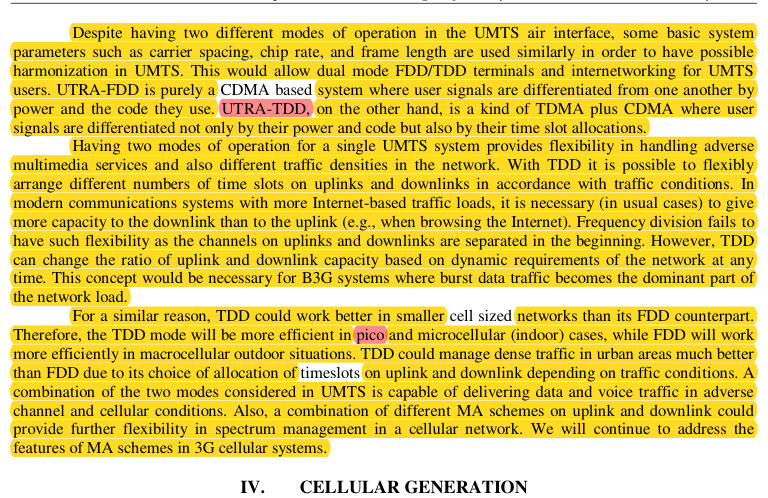 Despite having two different modes of operation in the UMTS air interface, some basic system
parameters such as carrier spacing, chip rate, and frame length are used similarly in order to have possible
harmonization in UMTS. This would allow dual mode FDD/TDD terminals and internetworking for UMTS
users. UTRA-FDD is purely a CDMA based system where user signals are differentiated from one another by
power and the code they use. UTRA-TDD, on the other hand, is a kind of TDMA plus CDMA where user
signals are differentiated not only by their power and code but also by their time slot allocations.
Having two modes of operation for a single UMTS system provides flexibility in handling adverse
multimedia services and also different traffic densities in the network. With TDD it is possible to flexibly
arrange different numbers of time slots on uplinks and downlinks in accordance with traffic conditions. In
modern communications systems with more Internet-based traffic loads, it is necessary (in usual cases) to give
more capacity to the downlink than to the uplink (e.g., when browsing the Internet). Frequency division fails to
have such flexibility as the channels on uplinks and downlinks are separated in the beginning. However, TDD
can change the ratio of uplink and downlink capacity based on dynamic requirements of the network at any
time. This concept would be necessary for B3G systems where burst data traffic becomes the dominant part of
the network load.
For a similar reason, TDD could work better in smaller cell sized networks than its FDD counterpart.
Therefore, the TDD mode will be more efficient in pico and microcellular (indoor) cases, while FDD will work
more efficiently in macrocellular outdoor situations. TDD could manage dense traffic in urban areas much better
than FDD due to its choice of allocation of timeslots on uplink and downlink depending on traffic conditions. A
combination of the two modes considered in UMTS is capable of delivering data and voice traffic in adverse
channel and cellular conditions. Also, a combination of different MA schemes on uplink and downlink could
provide further flexibility in spectrum management in a cellular network. We will continue to address the
features of MA schemes in 3G cellular systems.
IV. CELLULAR GENERATION